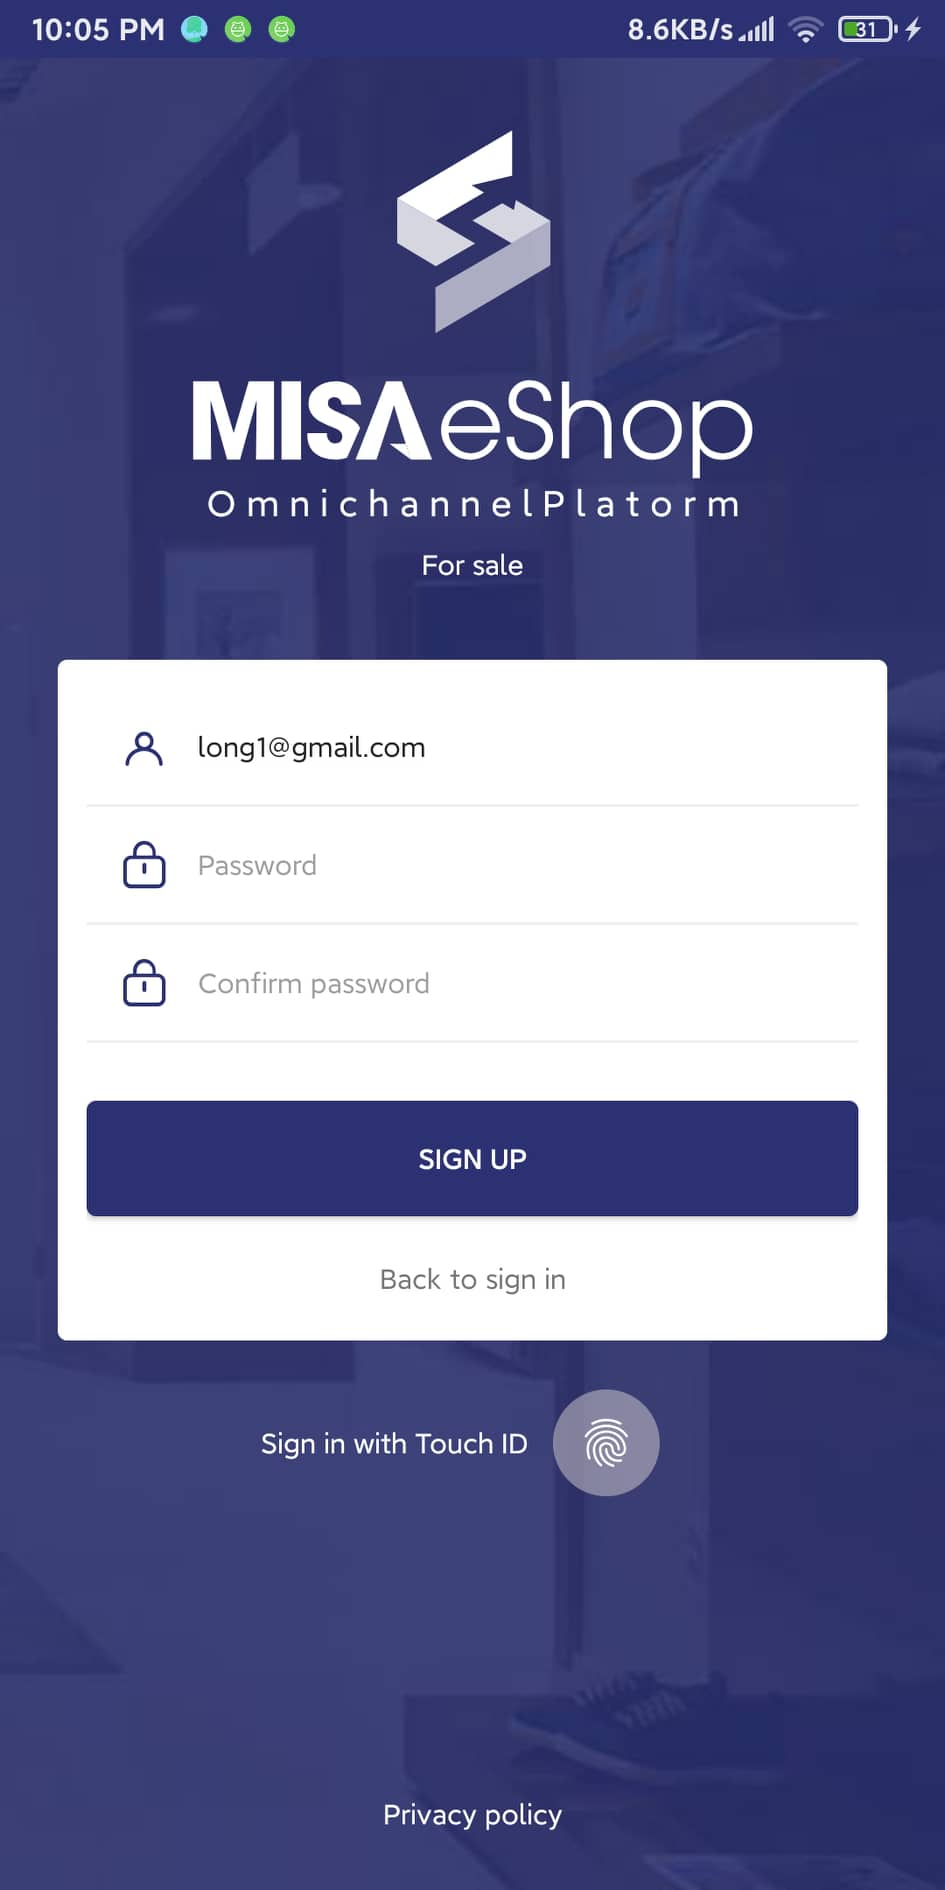 10:05 PM 8.6KB/s 31
MISA eShop
OmnichannelPlatorm
For sale
long1@gmail.com
Password
Confirm password
SIGN UP
Back to sign in
Sign in with Touch ID
Privacy policy